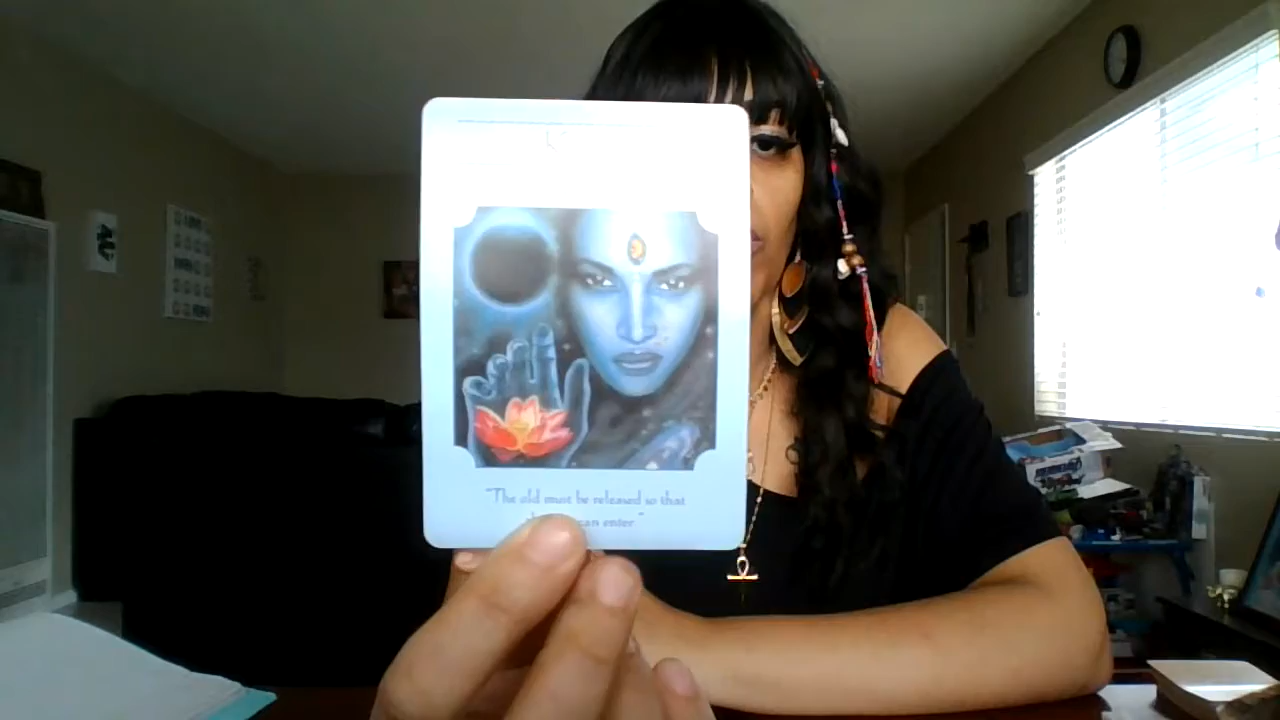 "The old must be released so that
can enter"